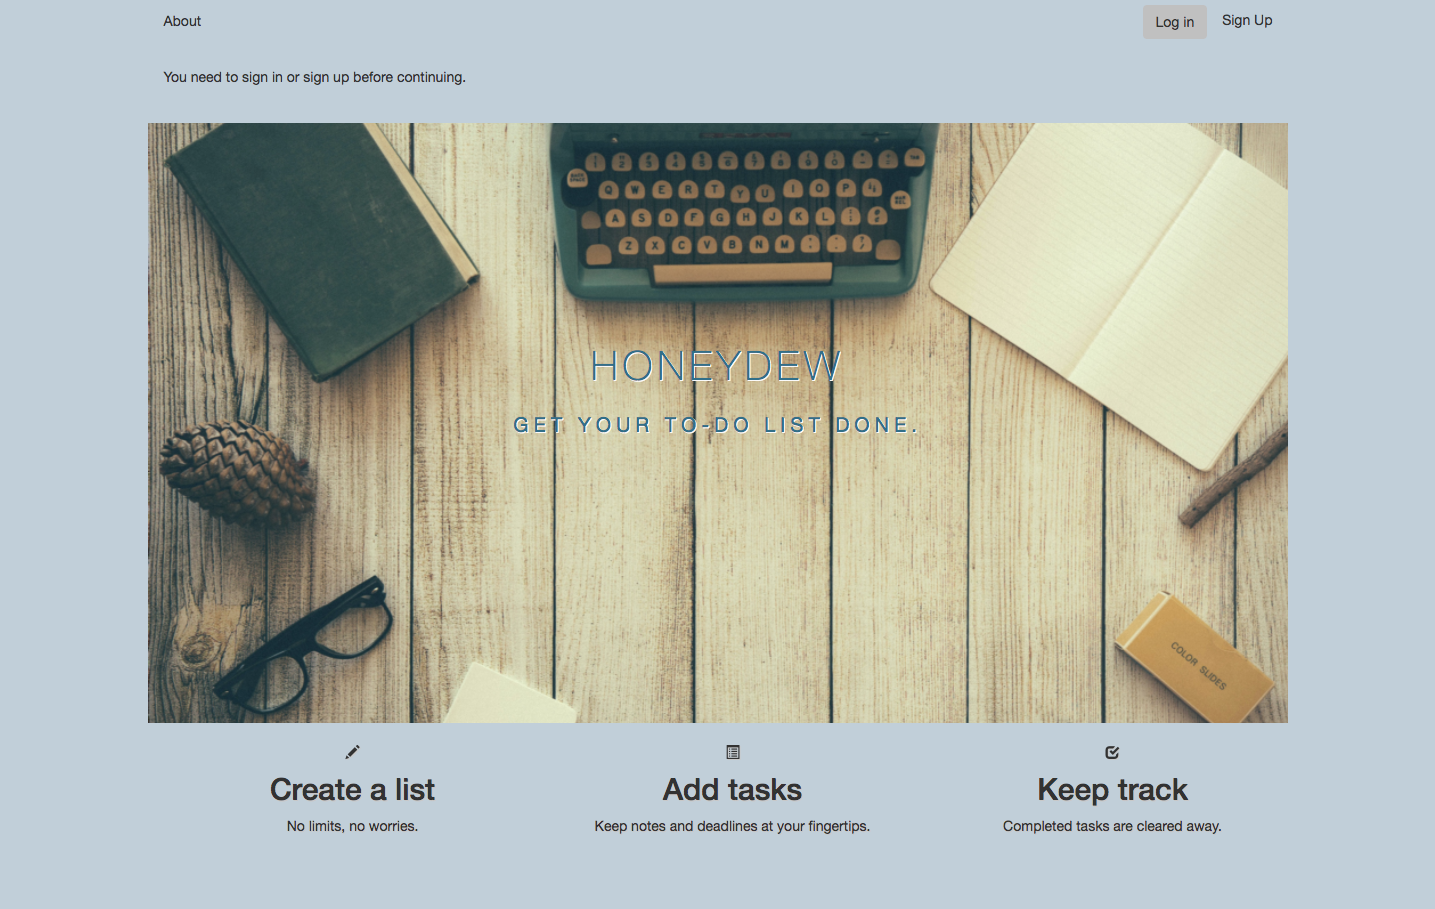 About
Log in
Sign Up
You need to sign in or sign up before continuing.
Q W E R T Y U I O P
A S D F G H J K L
Z X C V B N M
HONEYDEW
GET YOUR TO-DO LIST DONE.
COLOR SLIDES
Create a list
Add tasks
Keep track
No limits, no worries.
Keep notes and deadlines at your fingertips.
Completed tasks are cleared away.